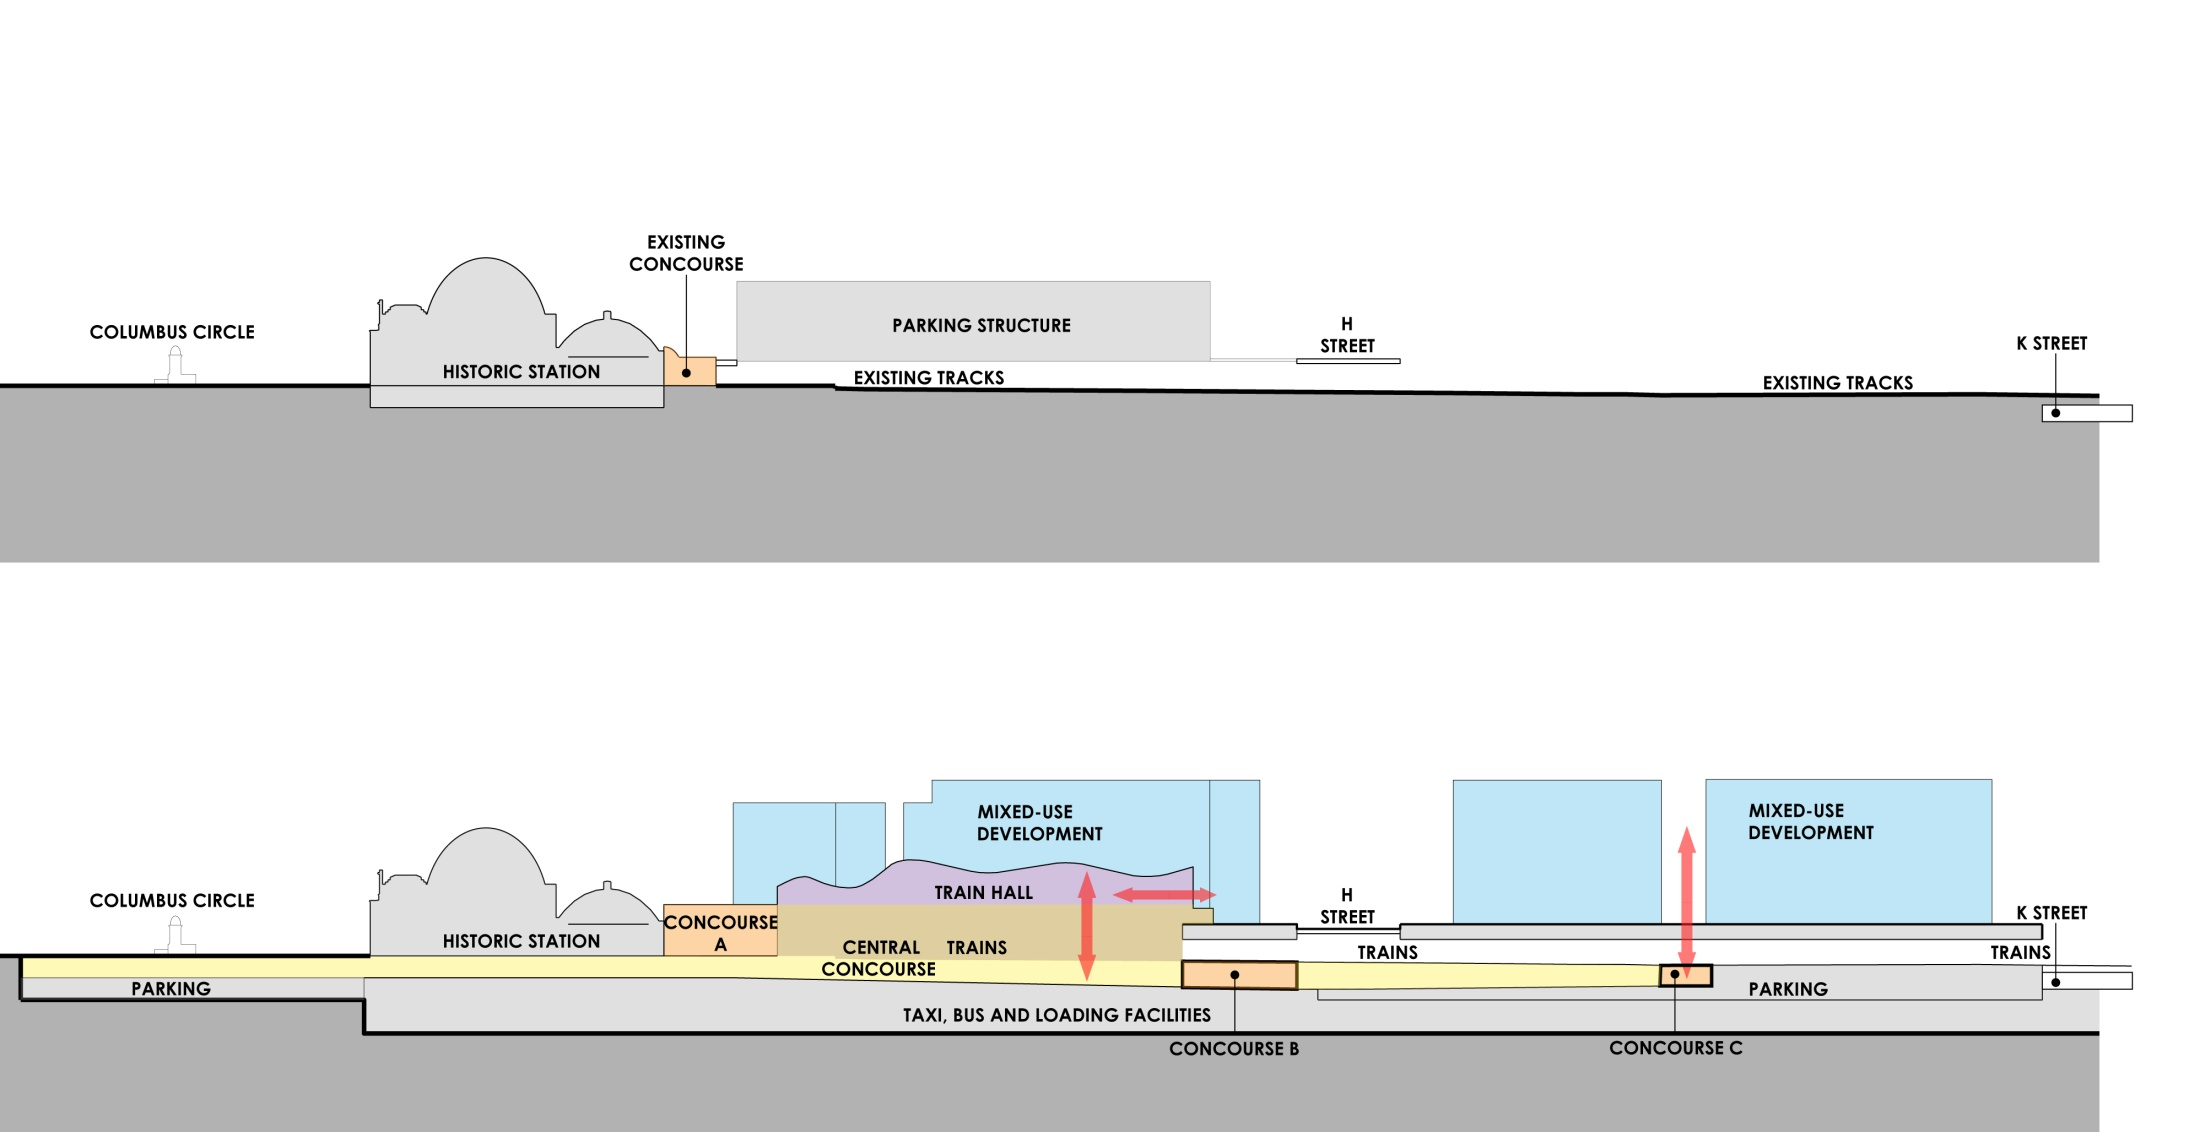 EXISTING
CONCOURSE
COLUMBUS CIRCLE
HISTORIC STATION
PARKING STRUCTURE
H
STREET
K STREET
EXISTING TRACKS
EXISTING TRACKS
MIXED-USE
DEVELOPMENT
MIXED-USE
DEVELOPMENT
TRAIN HALL
COLUMBUS CIRCLE
H
STREET
K STREET
CONCOURSE
A
HISTORIC STATION
CENTRAL TRAINS
CONCOURSE
TRAINS
TRAINS
PARKING
PARKING
TAXI, BUS AND LOADING FACILITIES
CONCOURSE B
CONCOURSE C